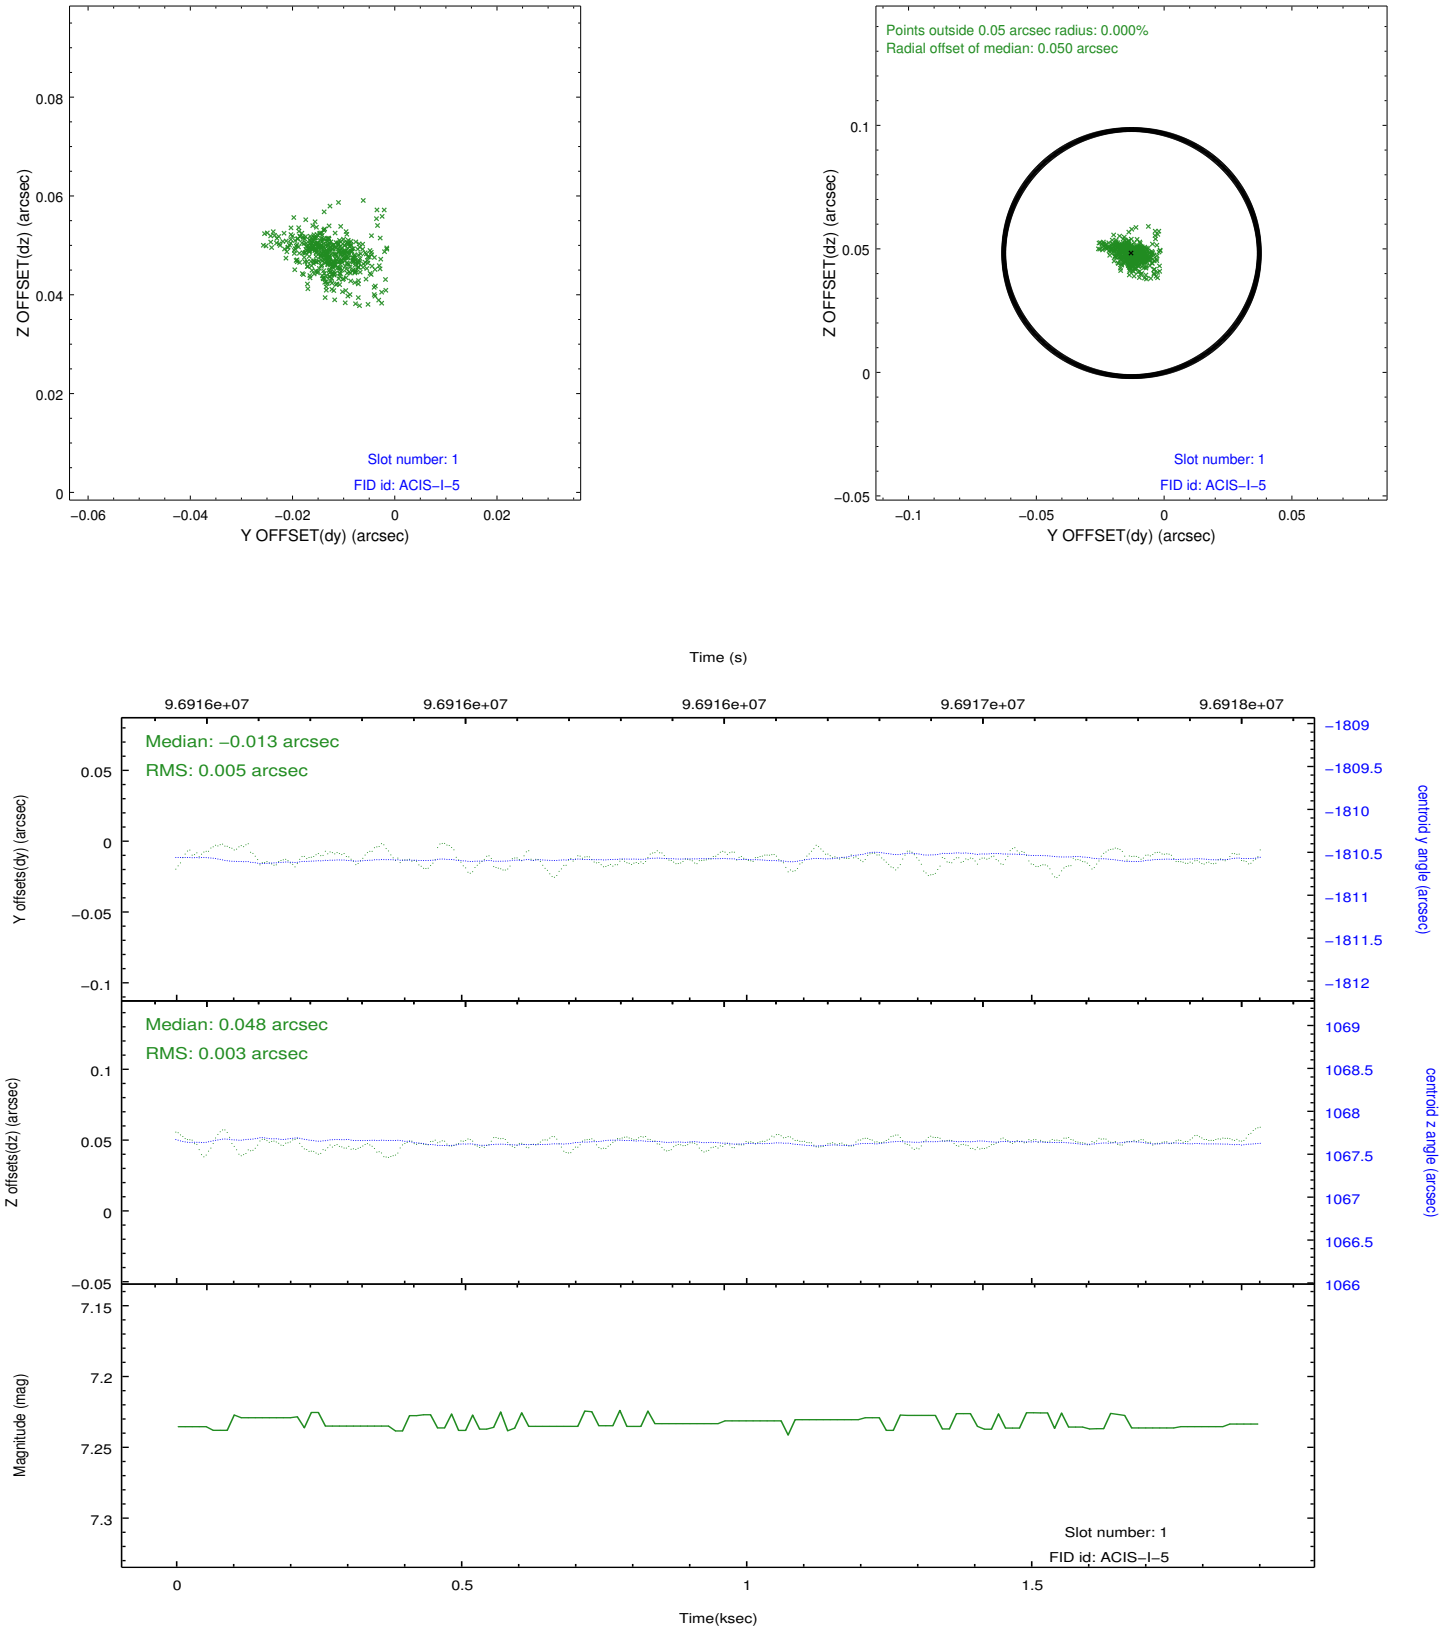 0.08
0.06
0.04
0.02
0
−0.06
−0.04
−0.02
0
0.02
Z OFFSET(dz) (arcsec)
Y OFFSET(dy) (arcsec)
Slot number: 1
FID id: ACIS−I−5
Points outside 0.05 arcsec radius: 0.000%
Radial offset of median: 0.050 arcsec
0.1
0.05
0
−0.05
−0.1
−0.05
0
0.05
Z OFFSET(dz) (arcsec)
Y OFFSET(dy) (arcsec)
Slot number: 1
FID id: ACIS−I−5
Time (s)
9.6916e+07
9.6916e+07
9.6916e+07
9.6917e+07
9.6918e+07
Median: −0.013 arcsec
RMS: 0.005 arcsec
0.05
0
−0.05
−0.1
Y offsets(dy) (arcsec)
−1809
−1809.5
−1810
−1810.5
−1811
−1811.5
−1812
centroid y angle (arcsec)
Median: 0.048 arcsec
RMS: 0.003 arcsec
0.1
0.05
0
−0.05
Z offsets(dz) (arcsec)
1069
1068.5
1068
1067.5
1067
1066.5
1066
centroid z angle (arcsec)
7.15
7.2
7.25
7.3
Magnitude (mag)
Slot number: 1
FID id: ACIS−I−5
0
0.5
1
1.5
Time(ksec)